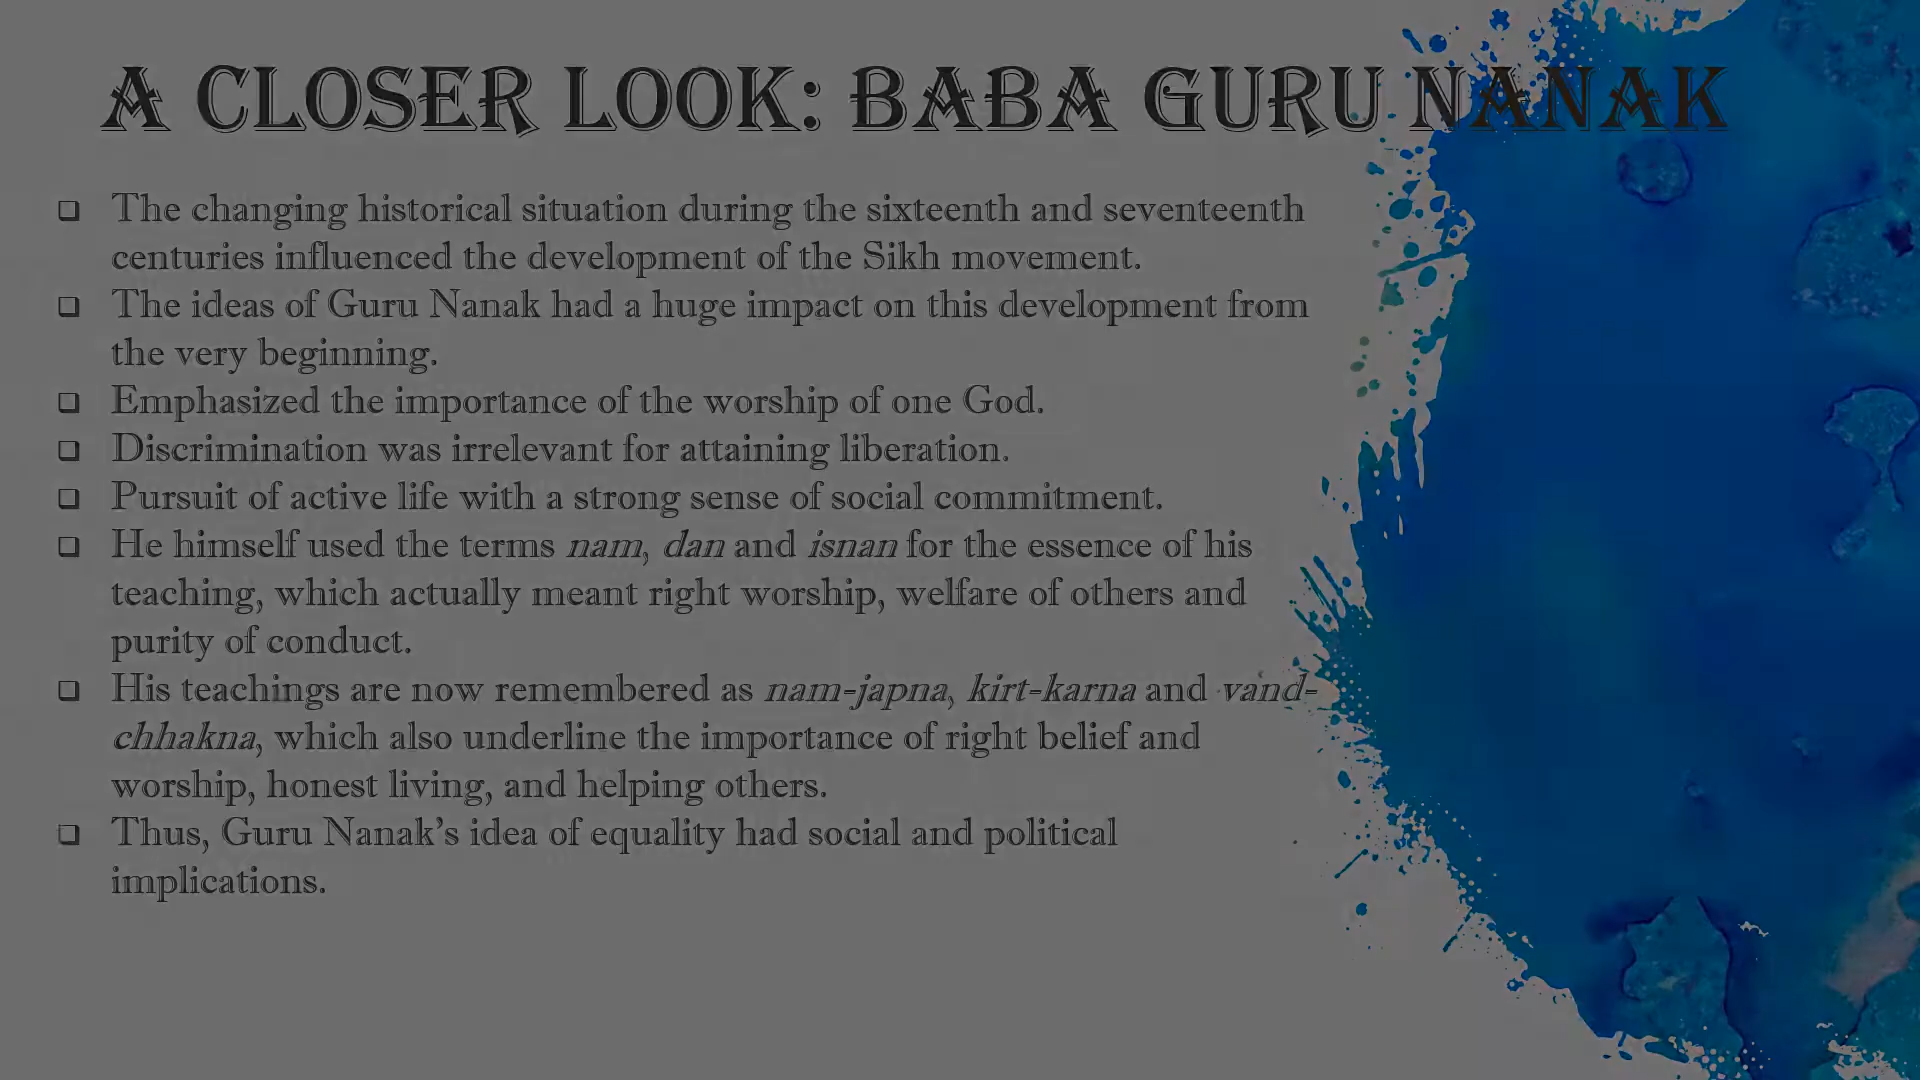 A CLOSER LOOK: BABA GURU NANAK
❑ The changing historical situation during the sixteenth and seventeenth
centuries influenced the development of the Sikh movement.
❑ The ideas of Guru Nanak had a huge impact on this development from
the very beginning.
❑ Emphasized the importance of the worship of one God.
❑ Discrimination was irrelevant for attaining liberation.
❑ Pursuit of active life with a strong sense of social commitment.
❑ He himself used the terms nam, dan and isnan for the essence of his
teaching, which actually meant right worship, welfare of others and
purity of conduct.
❑ His teachings are now remembered as nam-japna, kirt-karna and vand-
chhakna, which also underline the importance of right belief and
worship, honest living, and helping others.
❑ Thus, Guru Nanak’s idea of equality had social and political
implications.